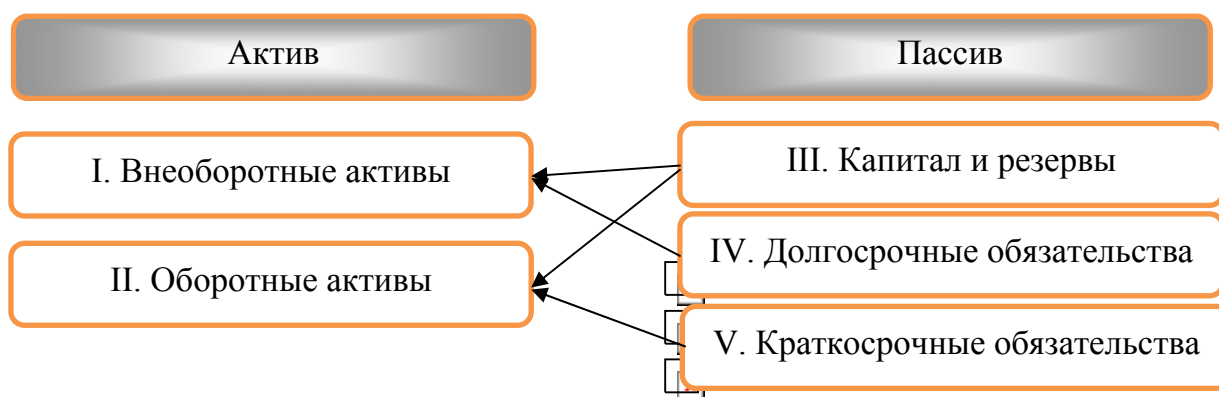 Актив
Пассив
I. Внеоборотные активы
III. Капитал и резервы
II. Оборотные активы
IV. Долгосрочные обязательства
V. Краткосрочные обязательства